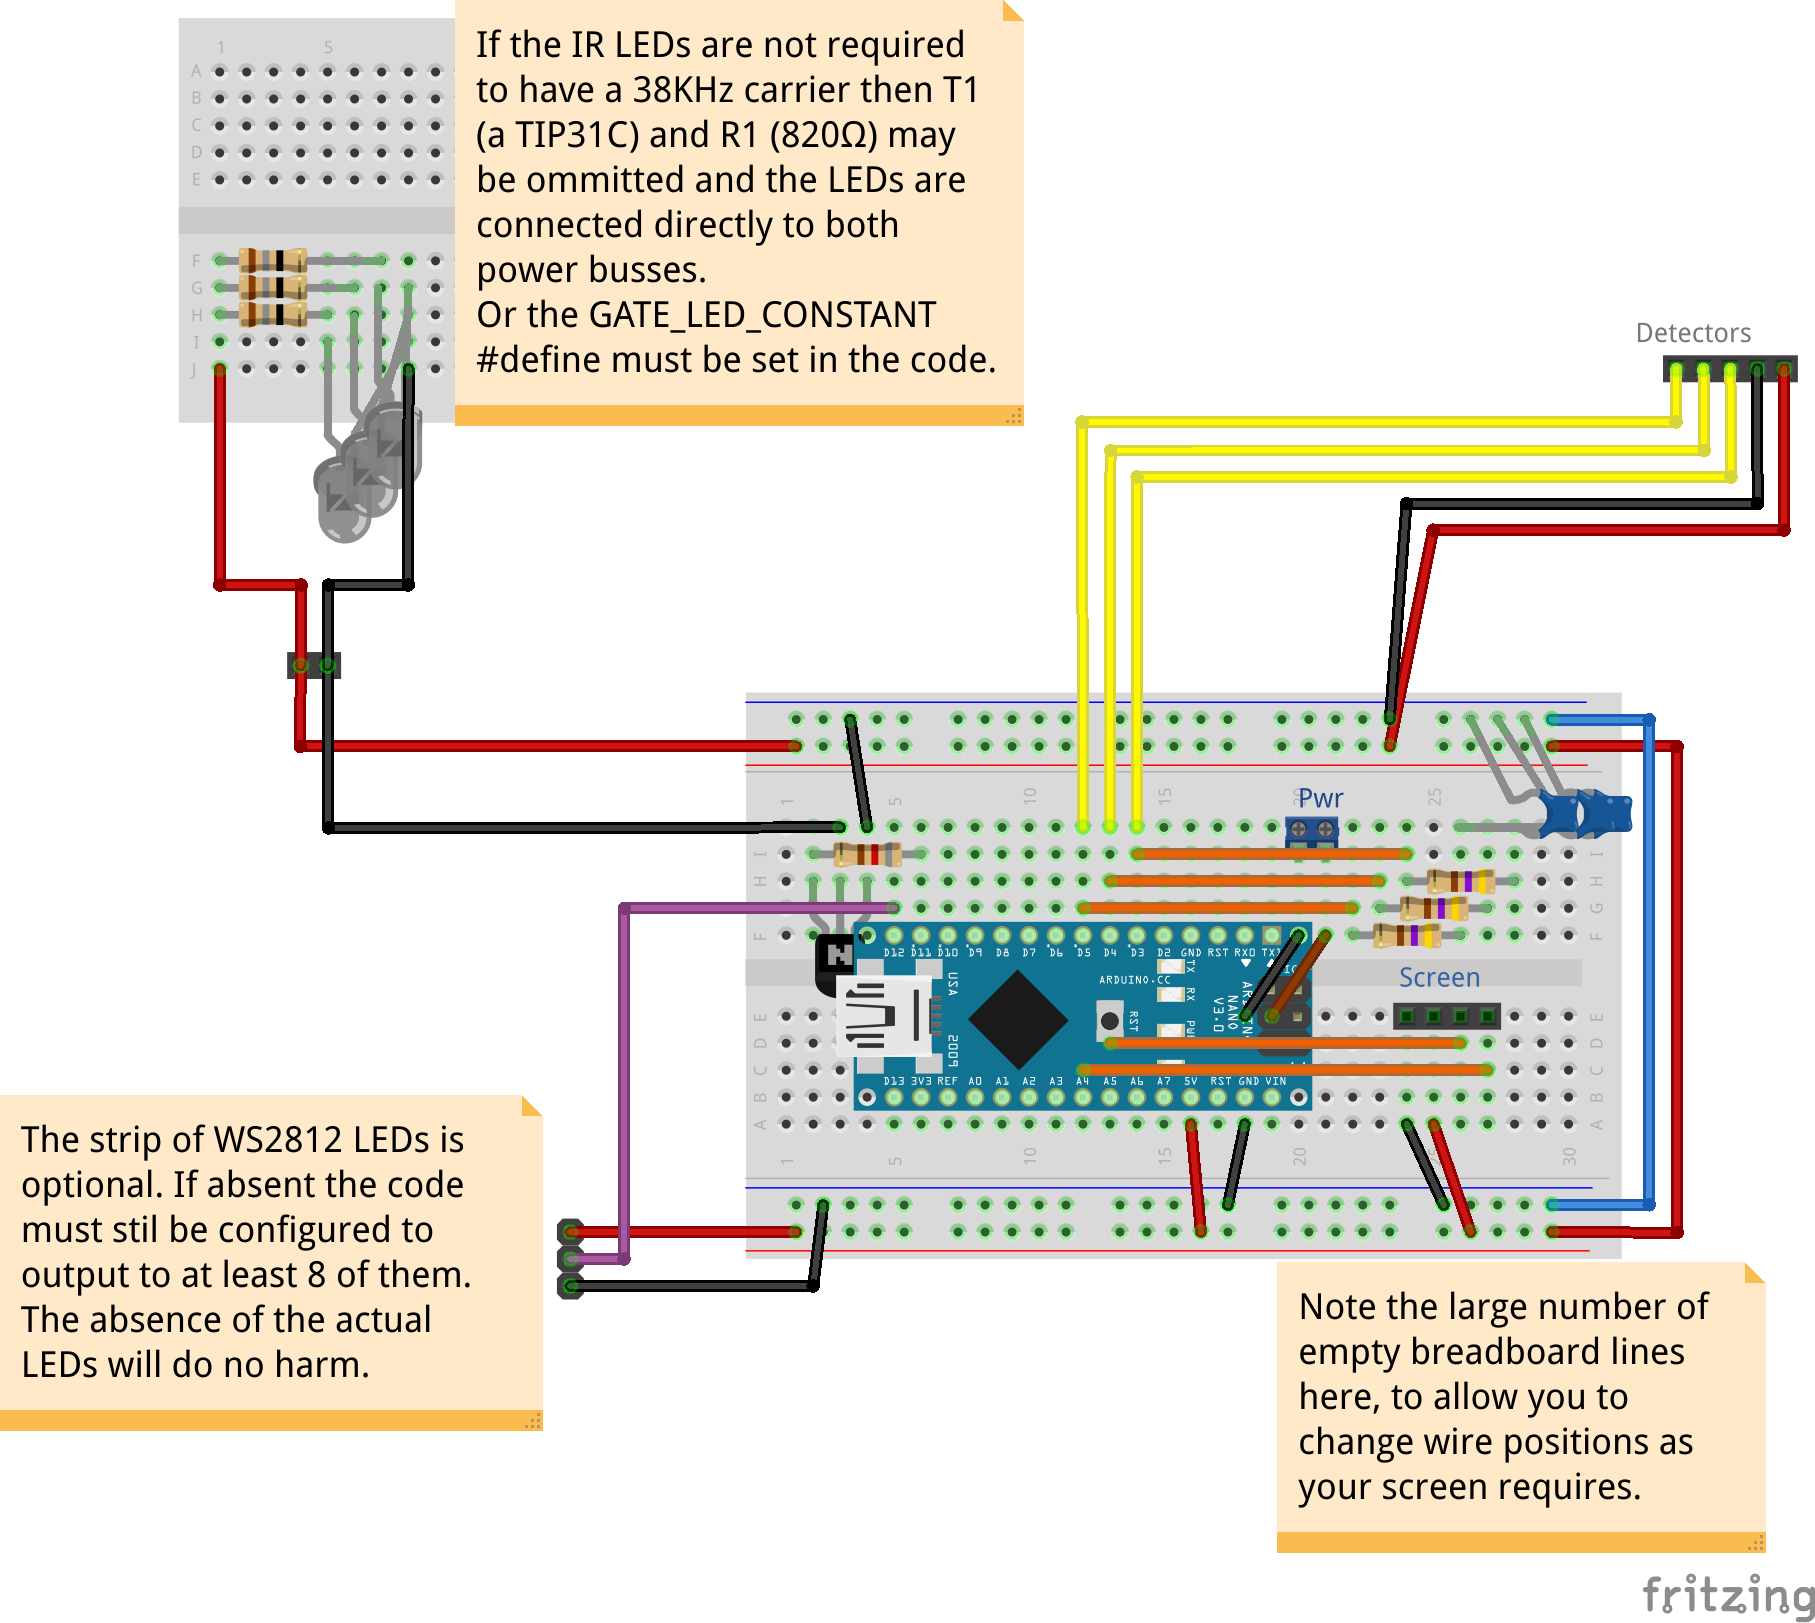 If the IR LEDs are not required
to have a 38KHz carrier then T1
(a TIP31C) and R1 (820Ω) may
be ommitted and the LEDs are
connected directly to both
power busses.
Or the GATE_LED_CONSTANT
#define must be set in the code.
1 5
A
B
C
D
E
F
G
H
I
J
Detectors
Pwr
1 5 10 15 20 25
I I
H H
G G
F F
D12 D11 D10 D9 D8 D7 D6 D5 D4 D3 D2 GND RST RX0 TX1
ARDUINO.CC
TX
RX
RST
USA
2009
NANO
V3.0
Screen
E E
D D
C C
B B
A A
D13 3V3 REF A0 A1 A2 A3 A4 A5 A6 A7 5V RST GND VIN
1 5 10 15 20 25 30
The strip of WS2812 LEDs is
optional. If absent the code
must stil be configured to
output to at least 8 of them.
The absence of the actual
LEDs will do no harm.
Note the large number of
empty breadboard lines
here, to allow you to
change wire positions as
your screen requires.
fritzing